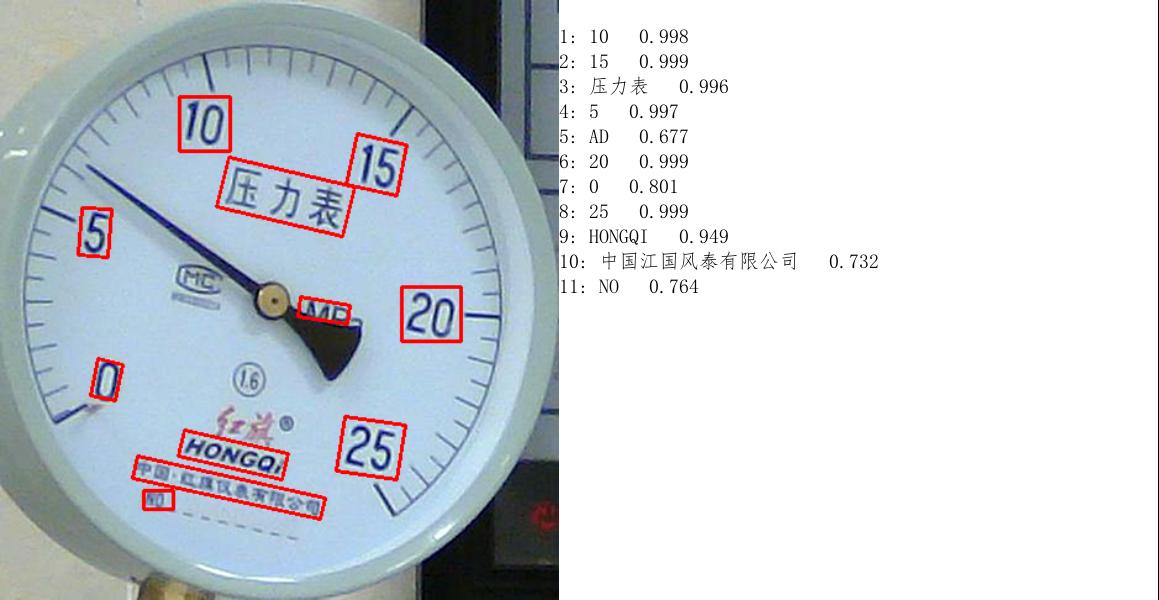 10
15
压力表
5
MC
MPa
20
0
1.6
红旗®
25
HONGQi
中国·红旗仪表有限公司
NO
1: 10 0.998
2: 15 0.999
3: 压力表 0.996
4: 5 0.997
5: AD 0.677
6: 20 0.999
7: 0 0.801
8: 25 0.999
9: HONGQI 0.949
10: 中国江国风泰有限公司 0.732
11: NO 0.764